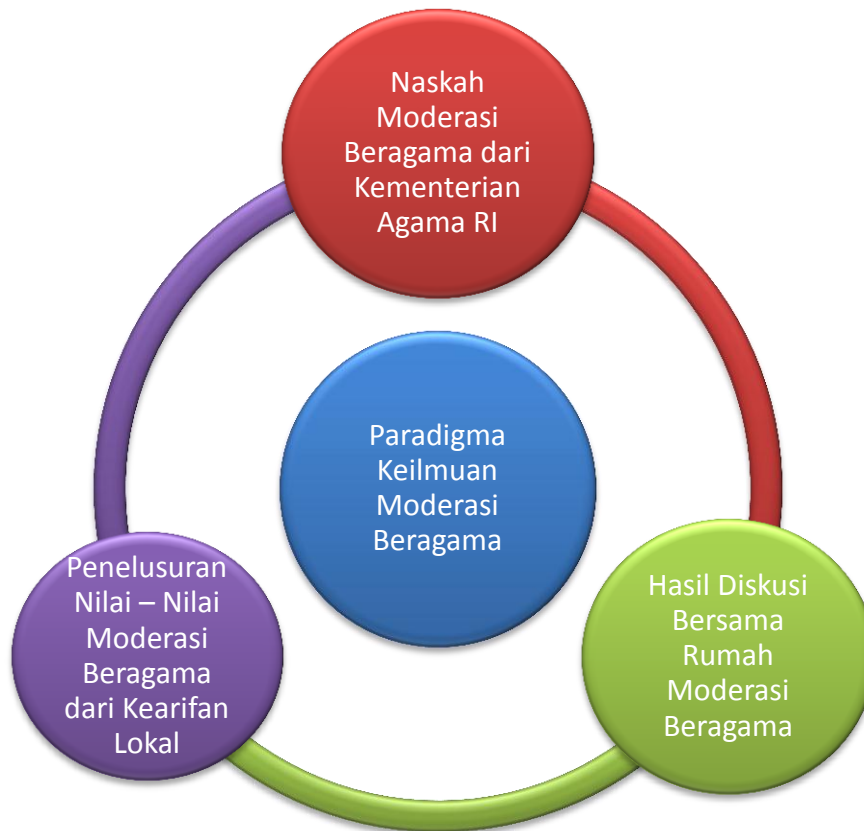 Naskah
Moderasi
Beragama dari
Kementerian
Agama RI
Paradigma
Keilmuan
Moderasi
Beragama
Penelusuran
Nilai – Nilai
Moderasi
Beragama
dari Kearifan
Lokal
Hasil Diskusi
Bersama
Rumah
Moderasi
Beragama